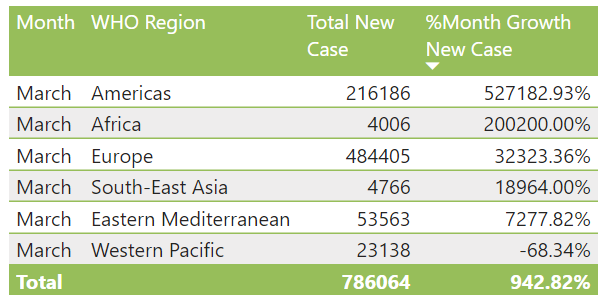 Month WHO Region Total New Case %Month Growth New Case
March Americas 216186 527182.93%
March Africa 4006 200200.00%
March Europe 484405 32323.36%
March South-East Asia 4766 18964.00%
March Eastern Mediterranean 53563 7277.82%
March Western Pacific 23138 -68.34%
Total 786064 942.82%